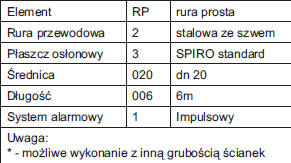 Element RP rura prosta
Rura przewodowa 2 stalowa ze szwem
Płaszcz osłonowy 3 SPIRO standard
Średnica 020 dn 20
Długość 006 6m
System alarmowy 1 Impulsowy
Uwaga:
* - możliwe wykonanie z inną grubością ścianek